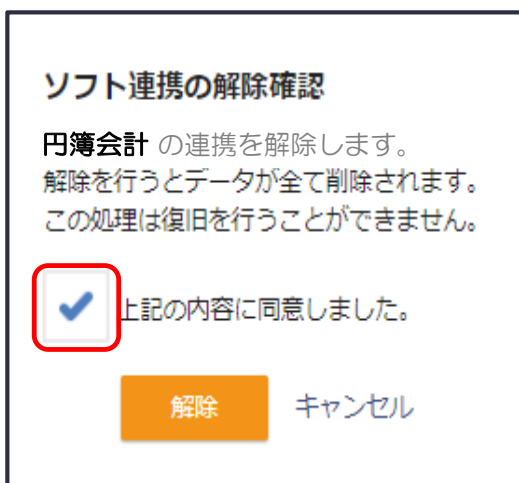 ソフト連携の解除確認
円簿会計 の連携を解除します。
解除を行うとデータが全て削除されます。
この処理は復旧を行うことができません。
上記の内容に同意しました。
解除 キャンセル